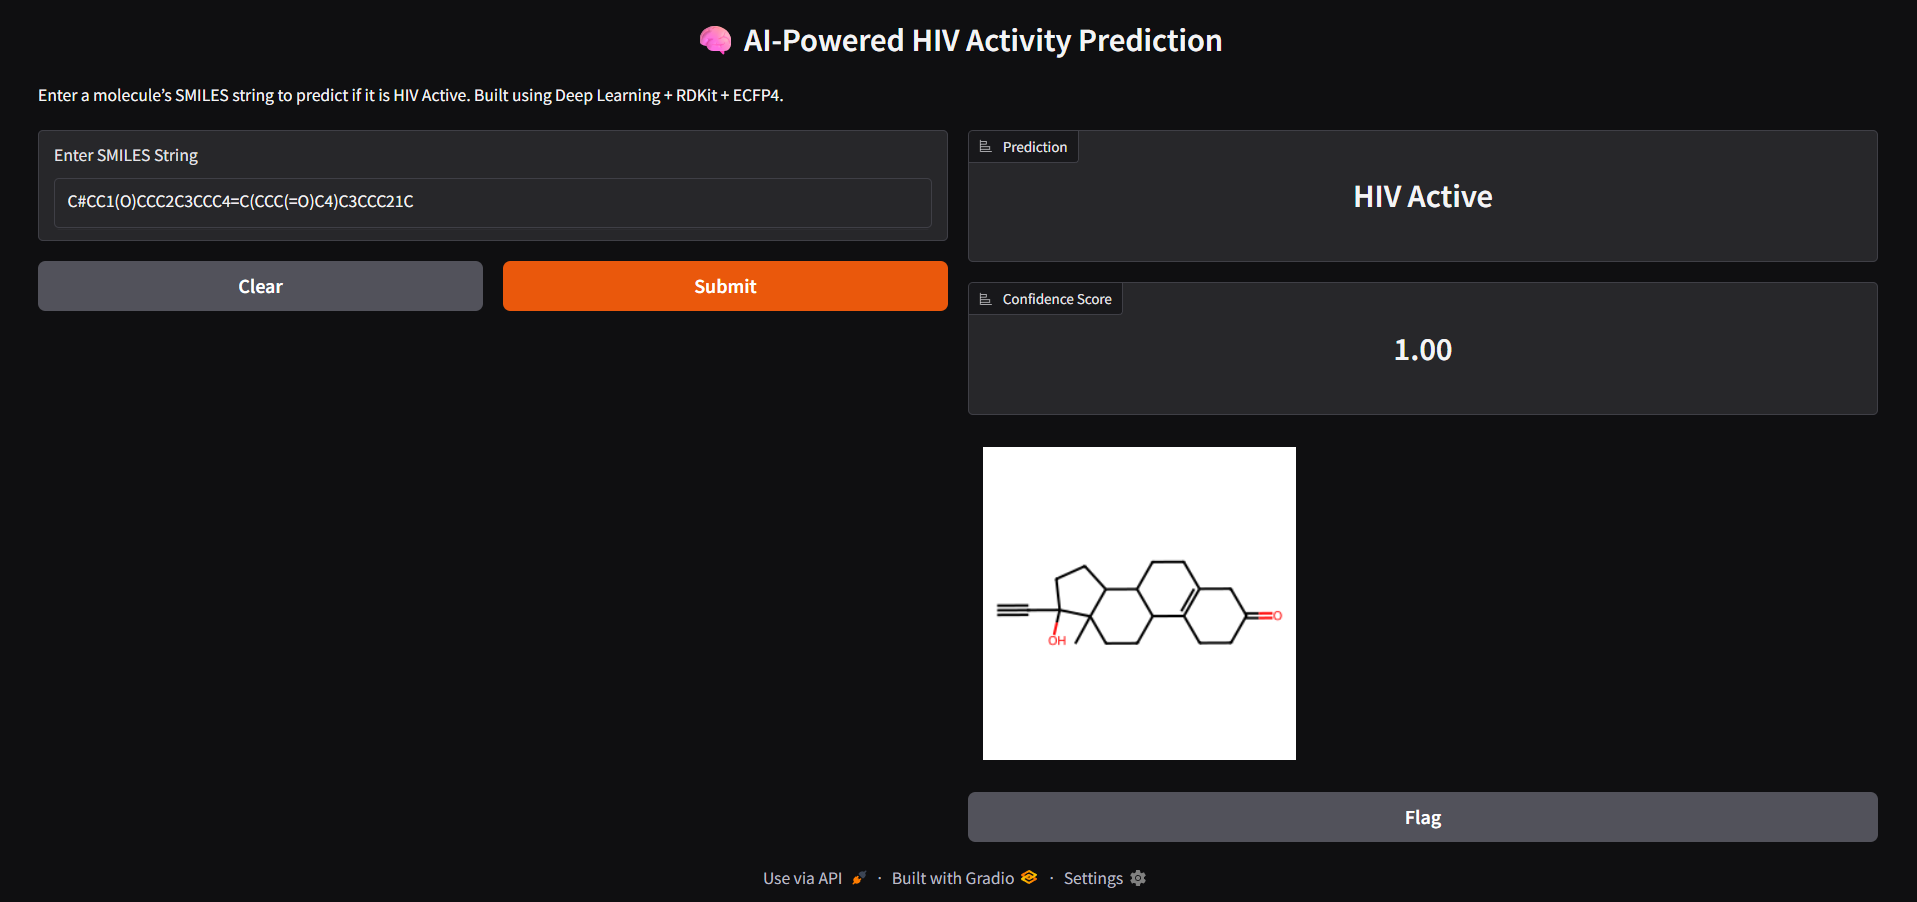 🧠 AI-Powered HIV Activity Prediction
Enter a molecule’s SMILES string to predict if it is HIV Active. Built using Deep Learning + RDKit + ECFP4.
Enter SMILES String
C#CC1(O)CCC2C3CCC4=C(CCC(=O)C4)C3CCC21C
Clear
Submit
Prediction
HIV Active
Confidence Score
1.00
OH
O
Flag
Use via API 🚀 · Built with Gradio · Settings ⚙️